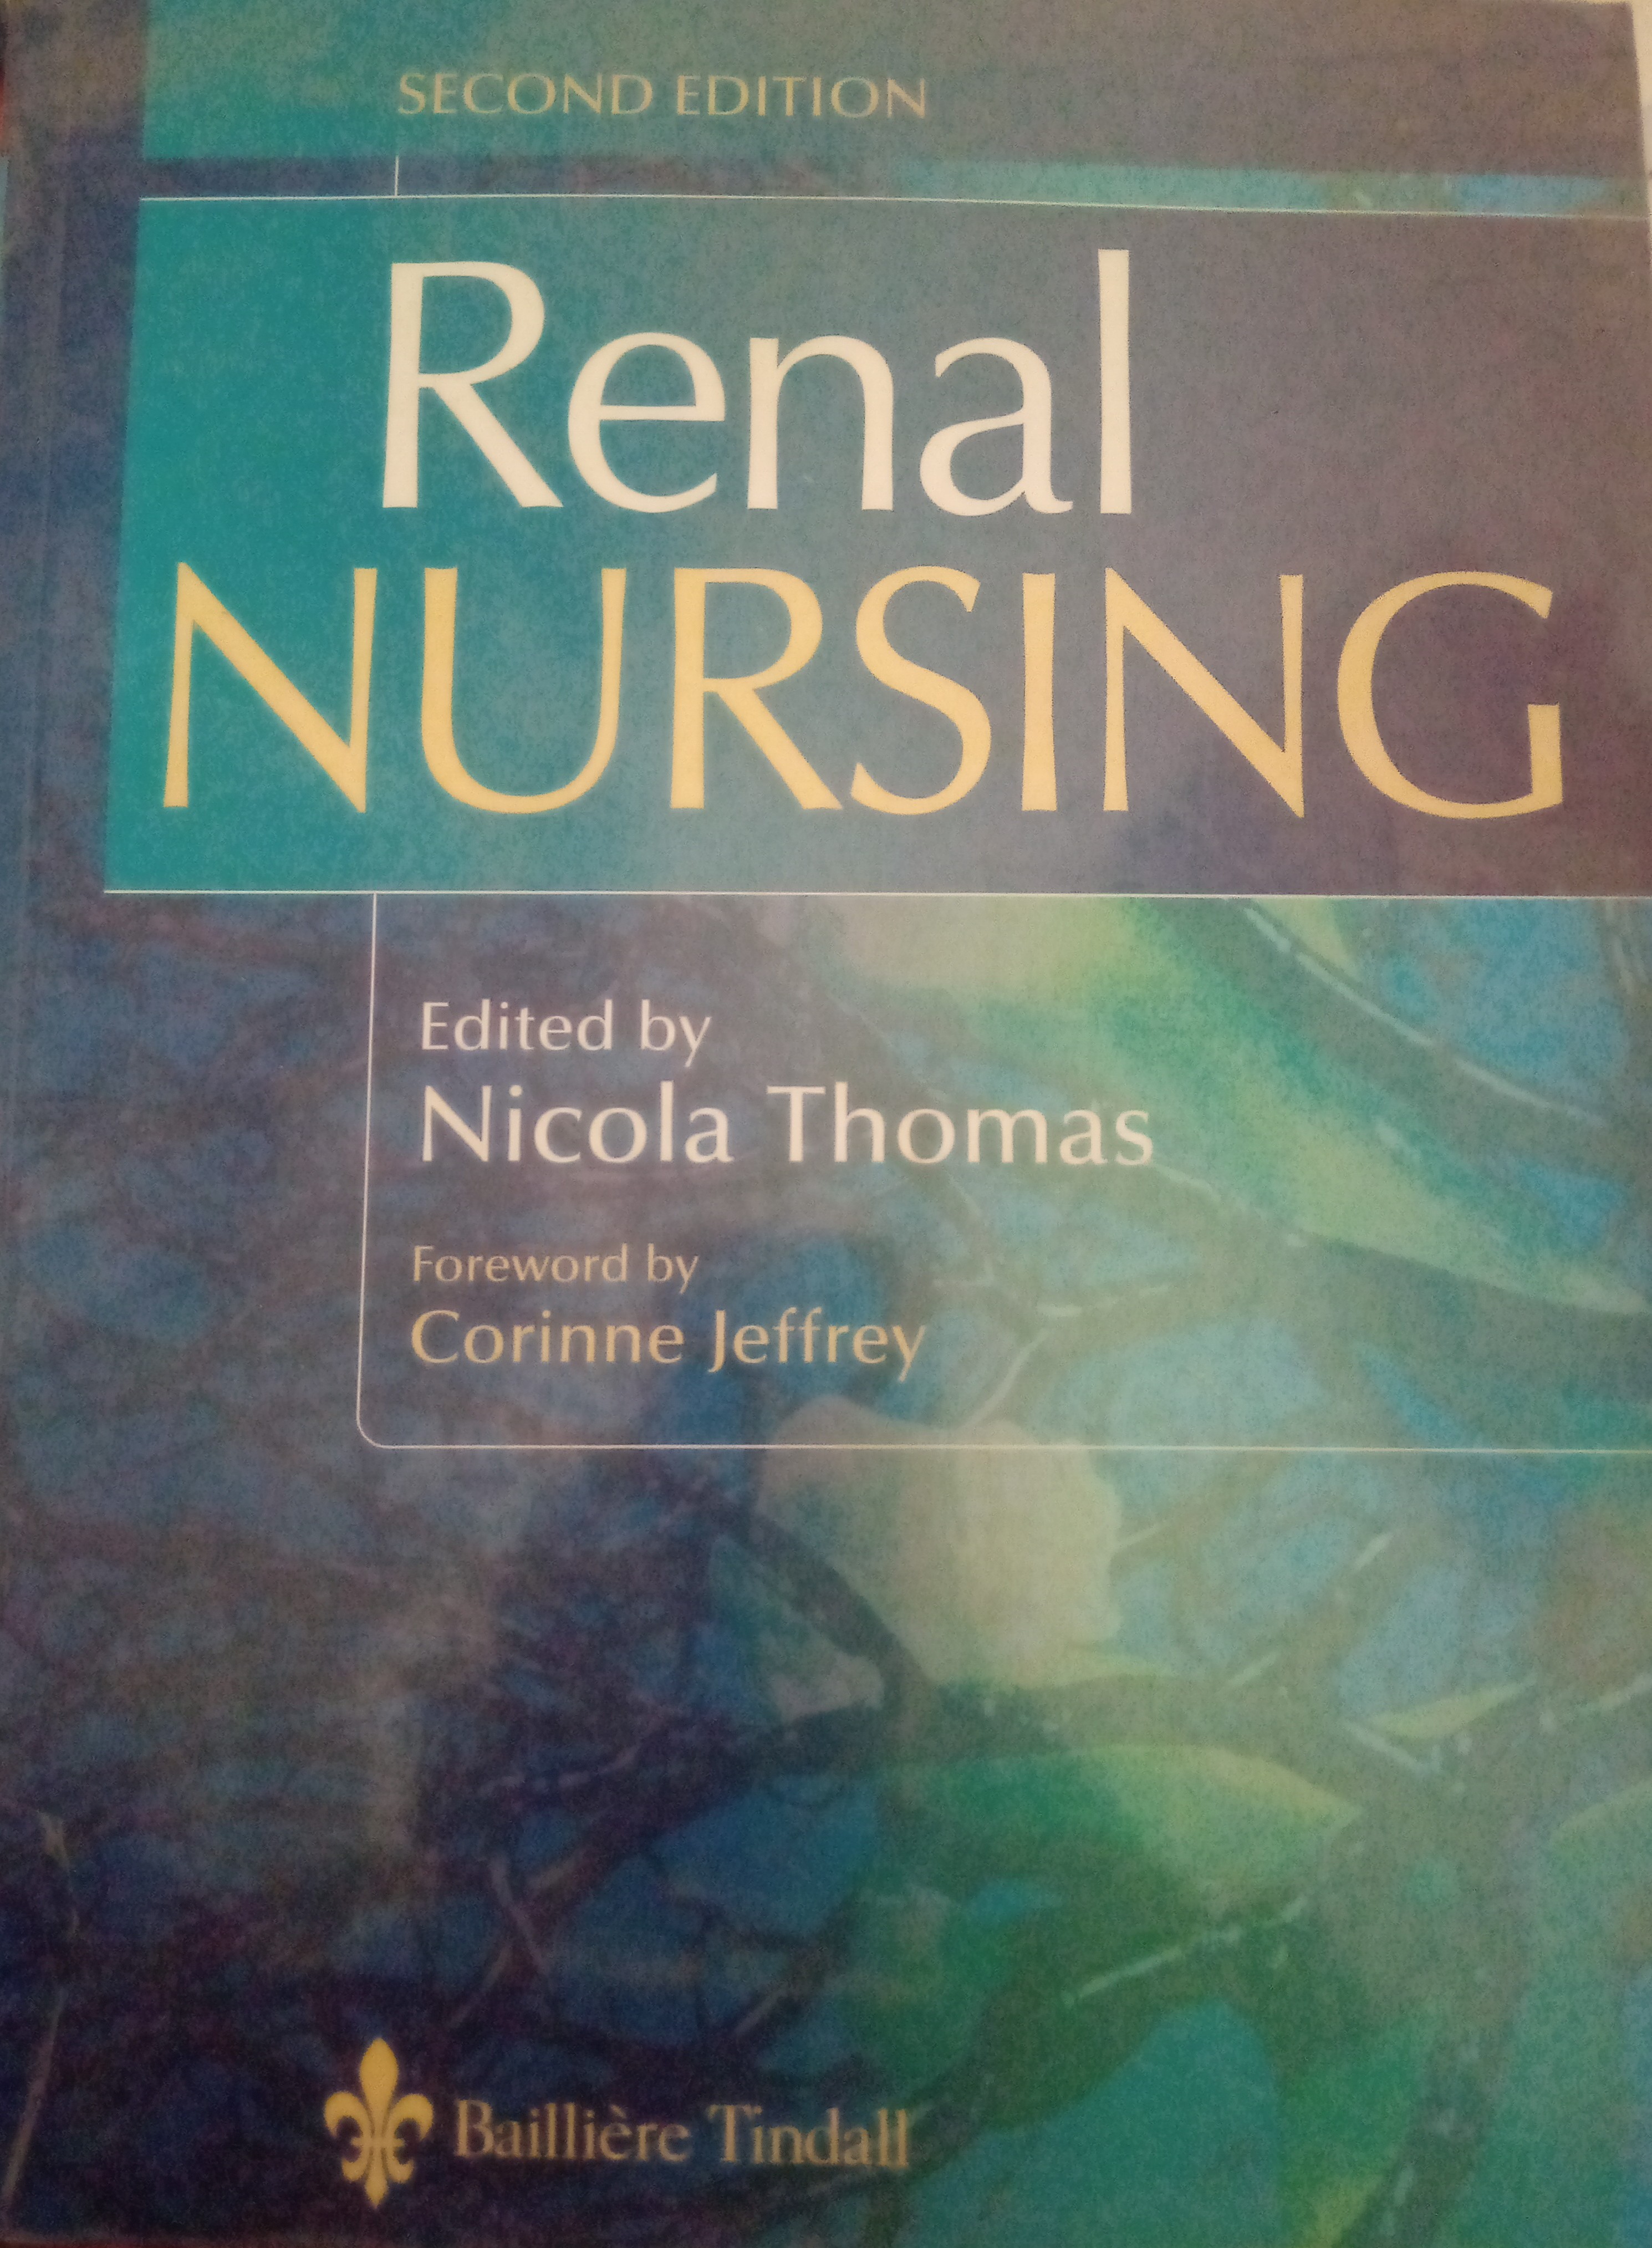 SECOND EDITION
Renal
NURSING
Edited by
Nicola Thomas
Foreword by
Corinne Jeffrey
Baillière Tindall